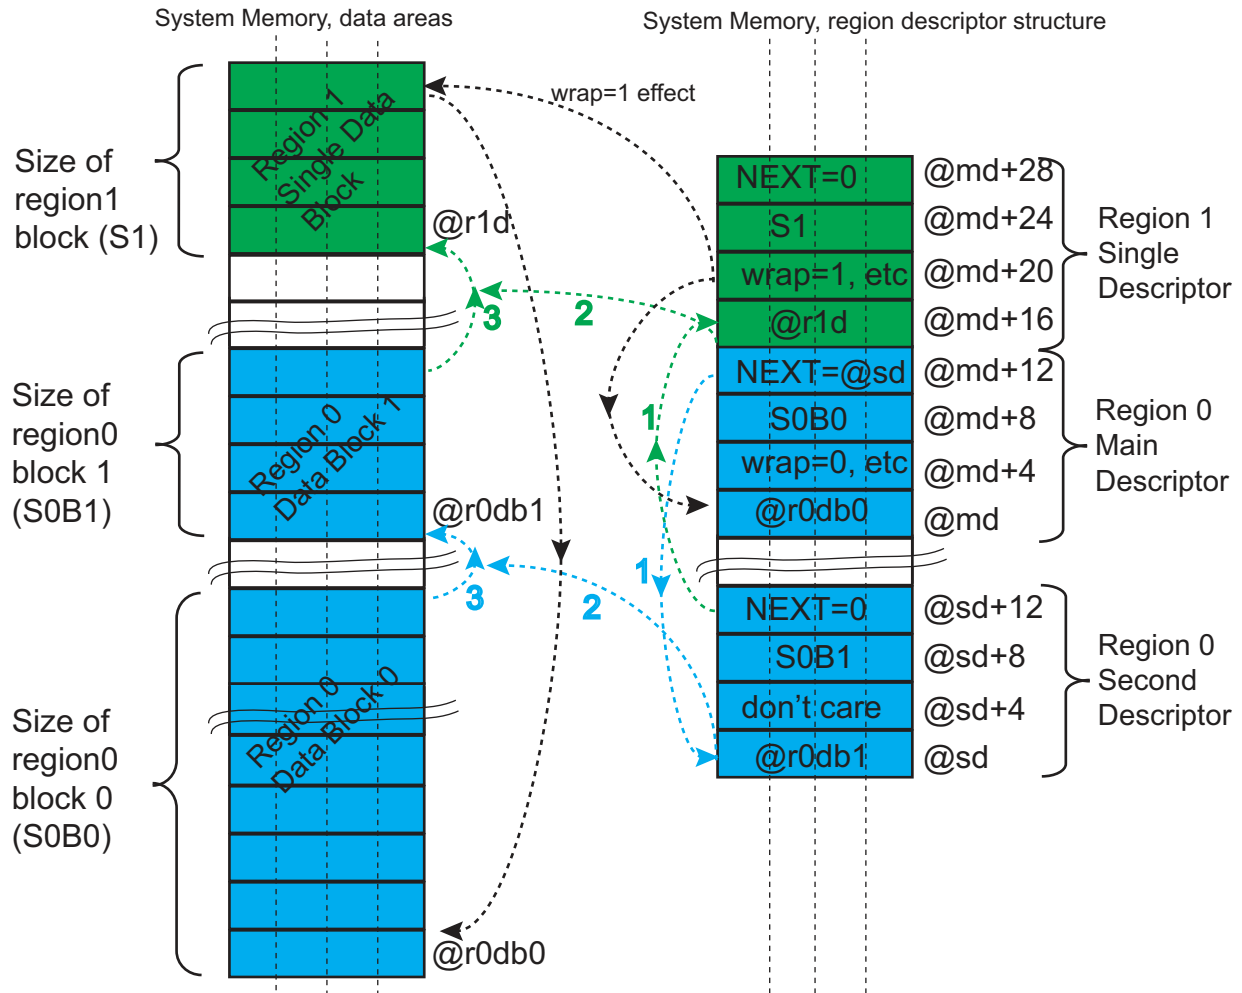 System Memory, data areas
System Memory, region descriptor structure
wrap=1 effect
Region 1
Single Data
Block
Size of
region1
block (S1)
@r1d
3
2
Size of
region0
block 1
(S0B1)
Region 0
Data Block 1
@r0db1
3
2
1
1
Size of
region0
block 0
(S0B0)
Region 0
Data Block 0
@r0db0
NEXT=0
@md+28
S1
@md+24
wrap=1, etc
@md+20
@r1d
@md+16
Region 1
Single
Descriptor
NEXT=@sd
@md+12
S0B0
@md+8
wrap=0, etc
@md+4
@r0db0
@md
Region 0
Main
Descriptor
NEXT=0
@sd+12
S0B1
@sd+8
don't care
@sd+4
@r0db1
@sd
Region 0
Second
Descriptor